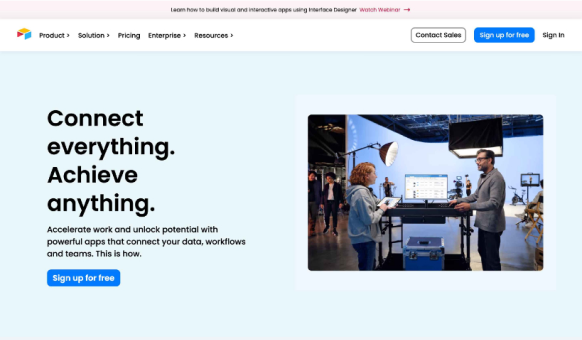 Learn how to build visual and interactive apps using Interface Designer Watch Webinar →
Product > Solution > Pricing Enterprise > Resources > Contact Sales Sign up for free Sign In
Connect
everything.
Achieve
anything.
Accelerate work and unlock potential with
powerful apps that connect your data, workflows
and teams. This is how.
Sign up for free